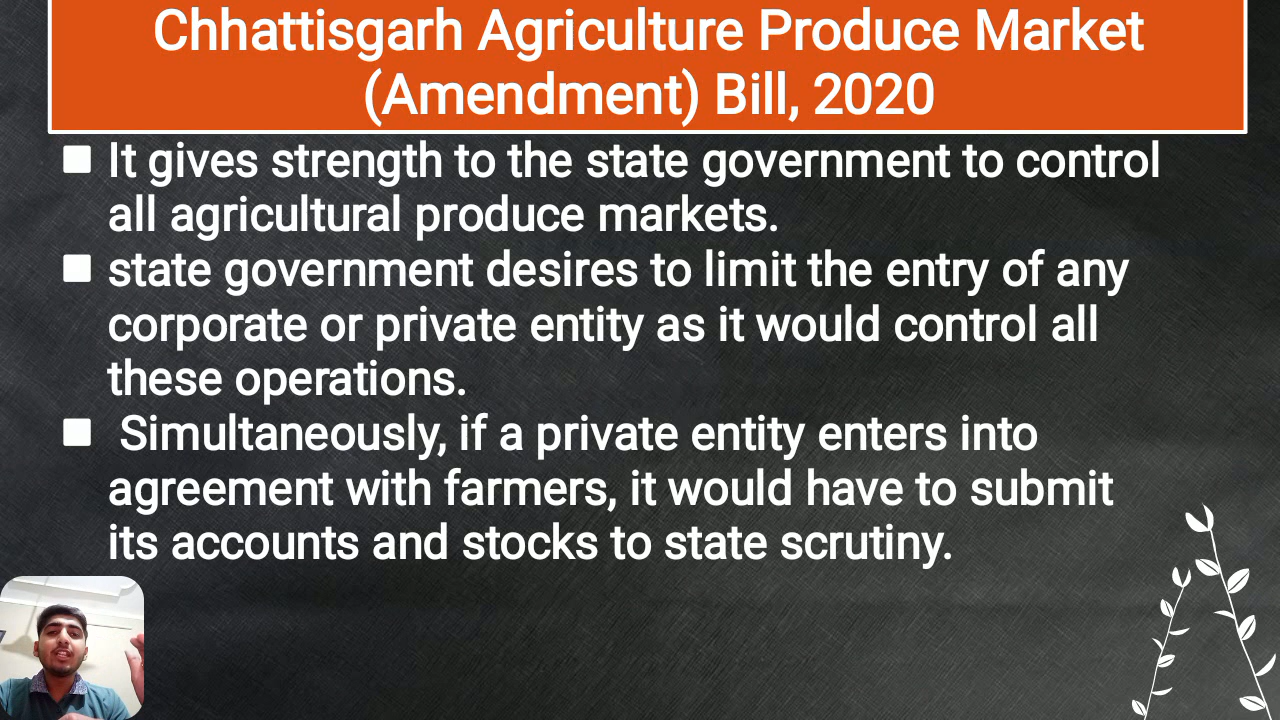 Chhattisgarh Agriculture Produce Market
(Amendment) Bill, 2020
It gives strength to the state government to control
all agricultural produce markets.
state government desires to limit the entry of any
corporate or private entity as it would control all
these operations.
Simultaneously, if a private entity enters into
agreement with farmers, it would have to submit
its accounts and stocks to state scrutiny.